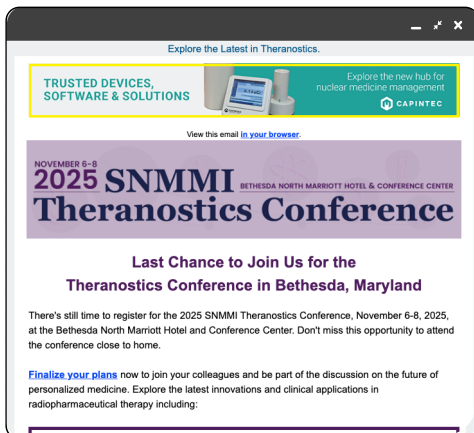 Explore the Latest in Theranostics.
TRUSTED DEVICES,
SOFTWARE & SOLUTIONS
Explore the new hub for
nuclear medicine management
CAPINTEC
View this email in your browser.
NOVEMBER 6-8
2025 SNMMI BETHESDA NORTH MARRIOTT HOTEL & CONFERENCE CENTER
Theranostics Conference
Last Chance to Join Us for the
Theranostics Conference in Bethesda, Maryland
There's still time to register for the 2025 SNMMI Theranostics Conference, November 6-8, 2025,
at the Bethesda North Marriott Hotel and Conference Center. Don't miss this opportunity to attend
the conference close to home.
Finalize your plans now to join your colleagues and be part of the discussion on the future of
personalized medicine. Explore the latest innovations and clinical applications in
radiopharmaceutical therapy including: